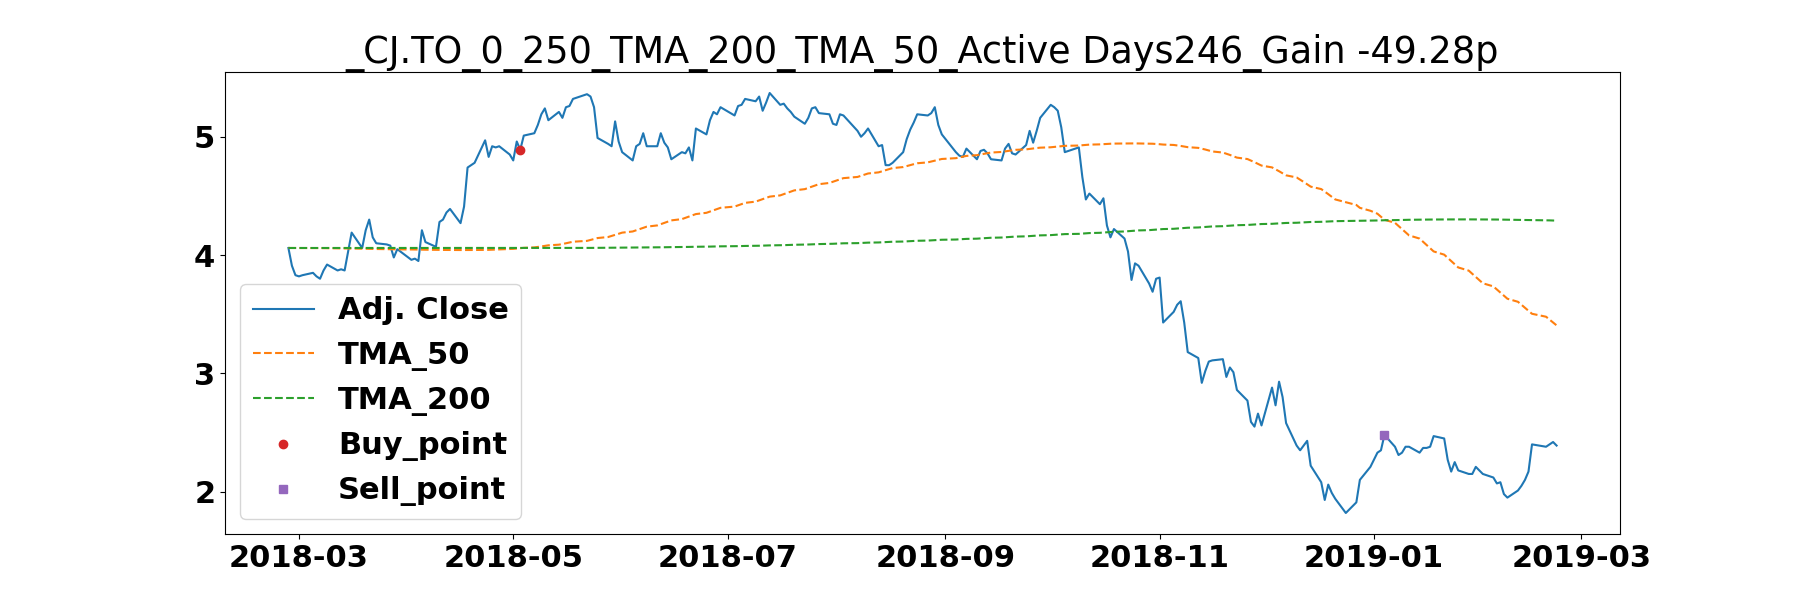 _CJ.TO_0_250_TMA_200_TMA_50_Active Days246_Gain -49.28p
5
4
3
2
Adj. Close
TMA_50
TMA_200
Buy_point
Sell_point
2018-03 2018-05 2018-07 2018-09 2018-11 2019-01 2019-03